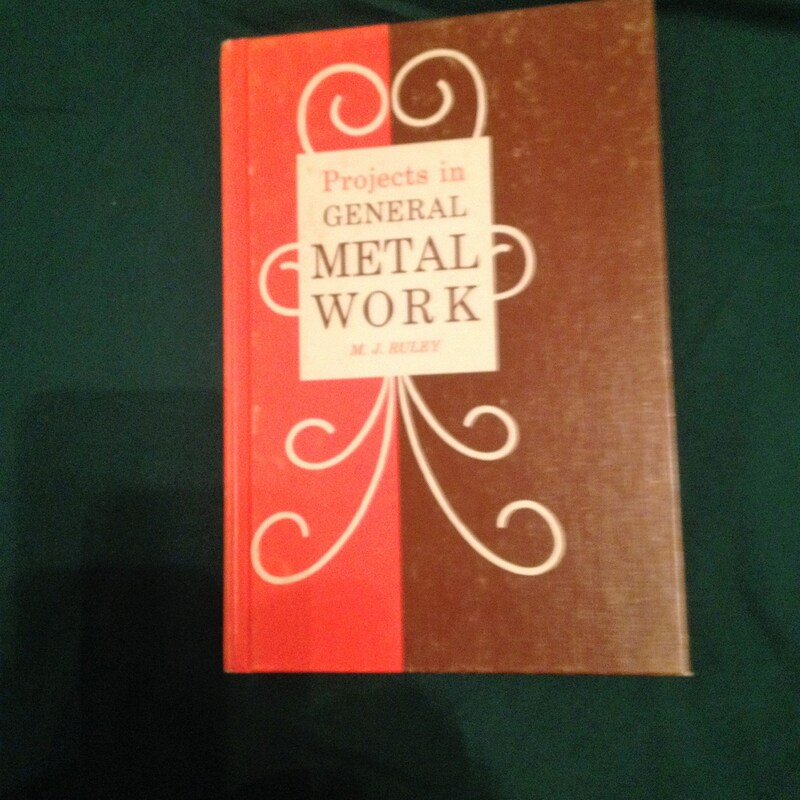 Projects in
GENERAL
METAL
WORK
M. J. RULEY